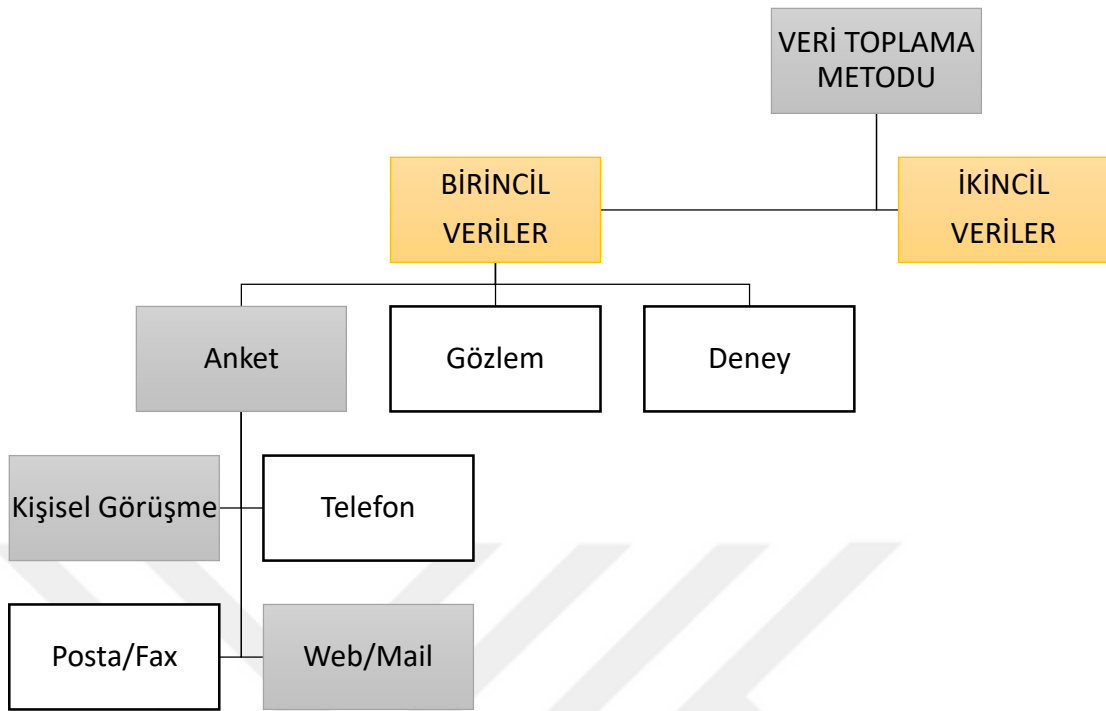 VERİ TOPLAMA
METODU
BİRİNCİL
VERİLER
İKİNCİL
VERİLER
Anket
Gözlem
Deney
Kişisel Görüşme
Telefon
Posta/Fax
Web/Mail